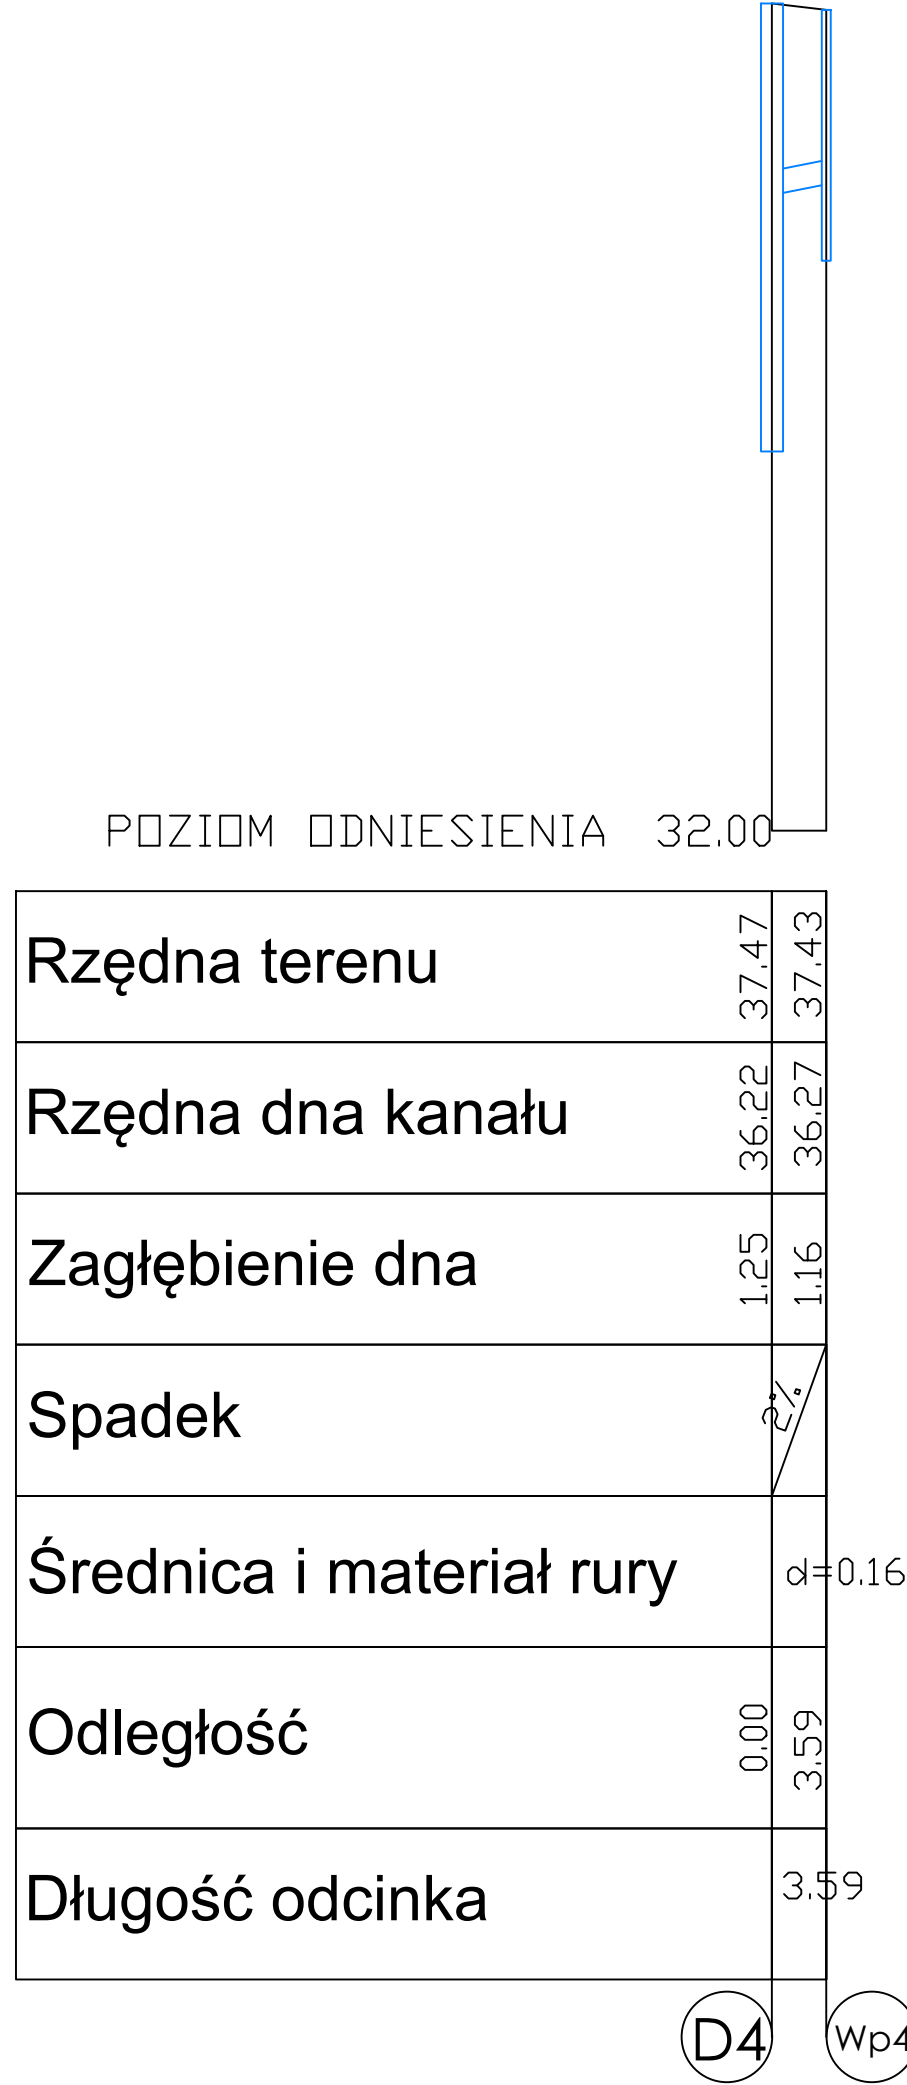 POZIOM ODNIESIENIA 32.00
Rzędna terenu 37.47 37.43
Rzędna dna kanału 36.22 36.27
Zagłębienie dna 1.25 1.16
Spadek 2%
Średnica i materiał rury d=0.16
Odległość 0.00 3.59
Długość odcinka 3.59
D4 Wp4